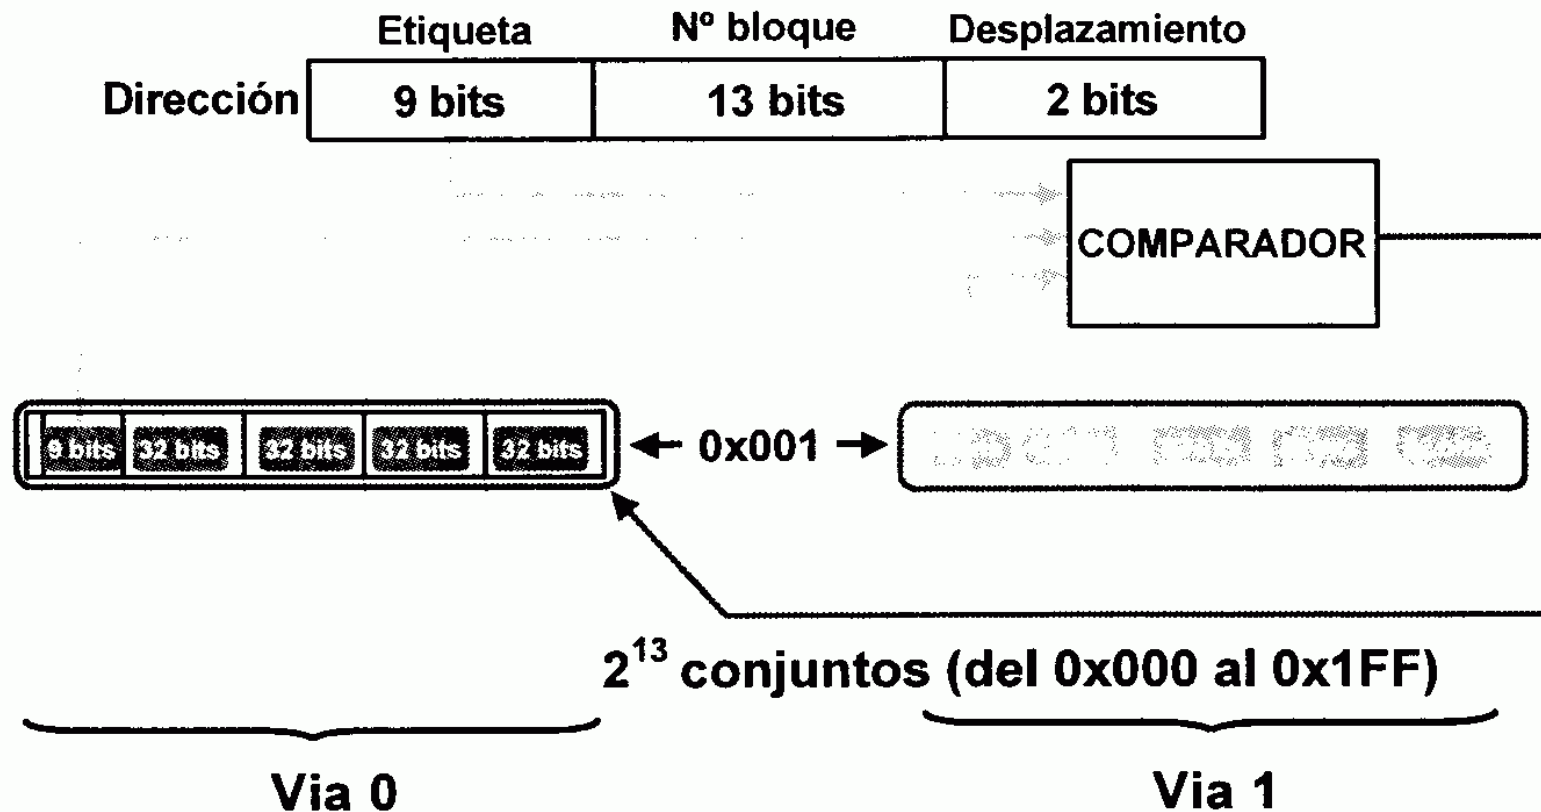 Etiqueta Nº bloque Desplazamiento
Dirección 9 bits 13 bits 2 bits
COMPARADOR
9 bits 32 bits 32 bits 32 bits 32 bits ← 0x001 →
2¹³ conjuntos (del 0x000 al 0x1FF)
Via 0 Via 1